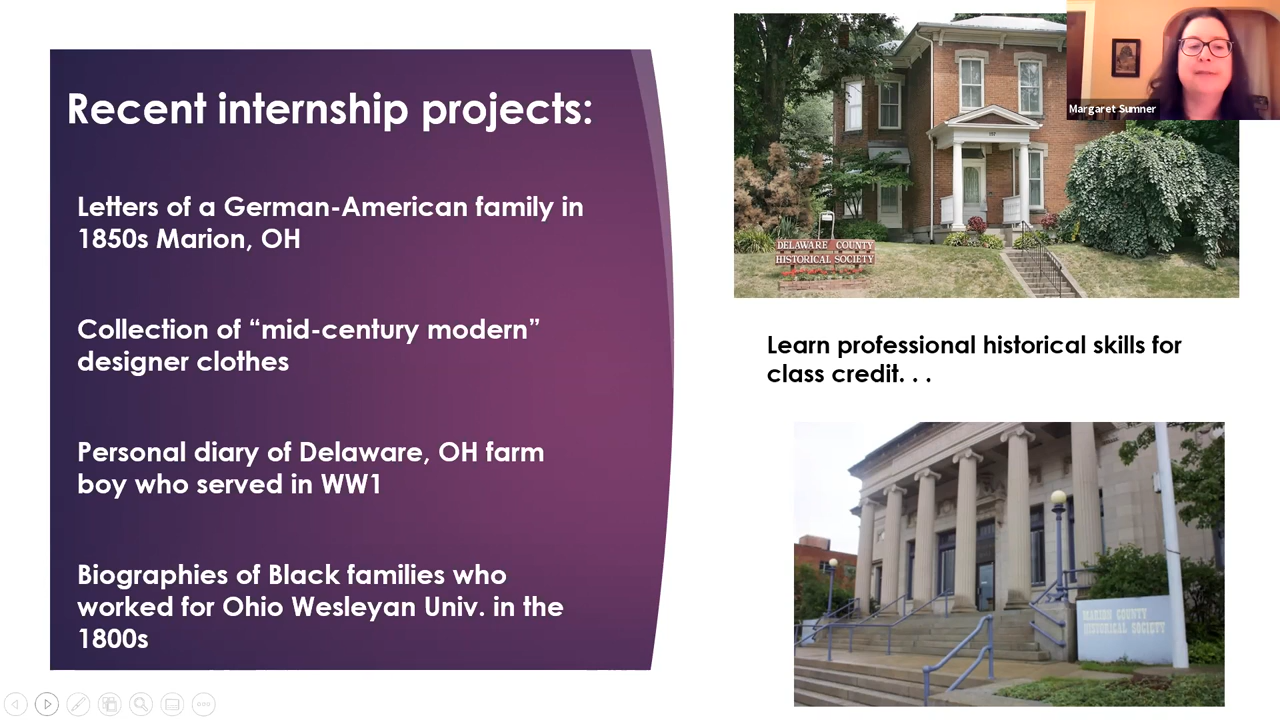 Recent internship projects:
Letters of a German-American family in
1850s Marion, OH
Collection of “mid-century modern”
designer clothes
Personal diary of Delaware, OH farm
boy who served in WW1
Biographies of Black families who
worked for Ohio Wesleyan Univ. in the
1800s
Margaret Sumner
DELAWARE COUNTY
HISTORICAL SOCIETY
Learn professional historical skills for
class credit. . .
MARION COUNTY
HISTORICAL SOCIETY